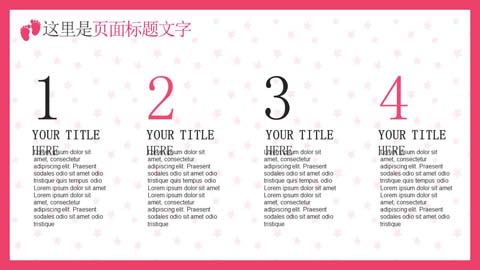 这里是页面标题文字
1
YOUR TITLE
HERE
Lorem ipsum dolor sit
amet, consectetur
adipiscing elit. Praesent
sodales odio sit amet odio
tristique quis tempus odio
Lorem ipsum dolor sit amet
Lorem ipsum dolor sit
amet, consectetur
adipiscing elit. Praesent
sodales odio sit amet odio
tristique
2
YOUR TITLE
HERE
Lorem ipsum dolor sit
amet, consectetur
adipiscing elit. Praesent
sodales odio sit amet odio
tristique quis tempus odio
Lorem ipsum dolor sit amet
Lorem ipsum dolor sit
amet, consectetur
adipiscing elit. Praesent
sodales odio sit amet odio
tristique
3
YOUR TITLE
HERE
Lorem ipsum dolor sit
amet, consectetur
adipiscing elit. Praesent
sodales odio sit amet odio
tristique quis tempus. odio
Lorem ipsum dolor sit amet
Lorem ipsum dolor sit
amet, consectetur
adipiscing elit. Praesent
sodales odio sit amet odio
tristique
4
YOUR TITLE
HERE
Lorem ipsum dolor sit
amet, consectetur
adipiscing elit. Praesent
sodales odio sit amet odio
tristique quis tempus odio
Lorem ipsum dolor sit amet
Lorem ipsum dolor sit
amet, consectetur
adipiscing elit. Praesent
sodales odio sit amet odio
tristique